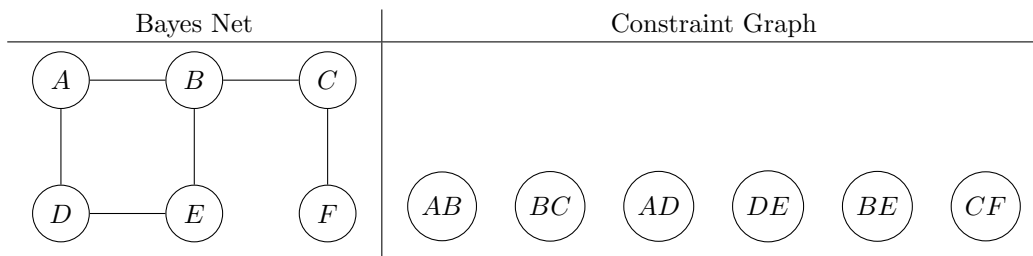 Bayes Net Constraint Graph
A B C
D E F AB BC AD DE BE CF